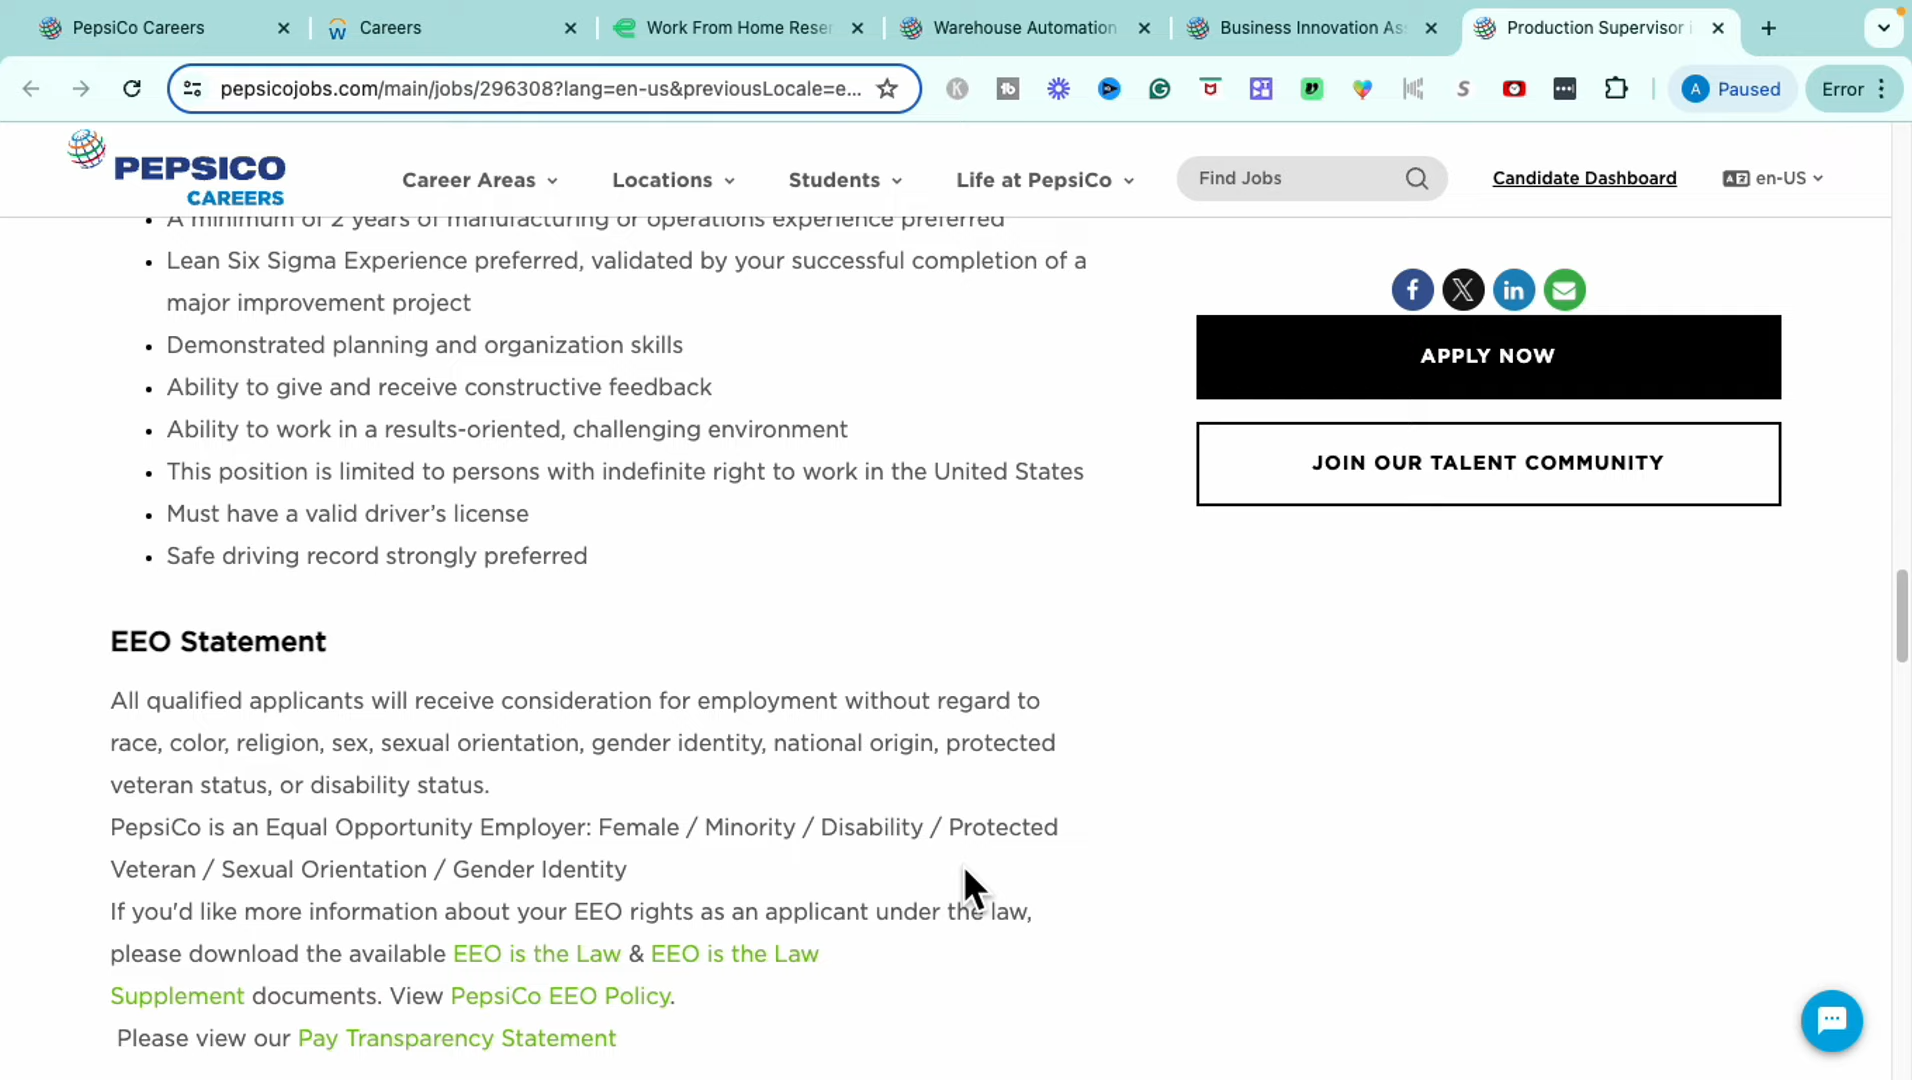 PepsiCo Careers
Careers
Work From Home Reser
Warehouse Automation
Business Innovation As
Production Supervisor i
pepsicojobs.com/main/jobs/296308?lang=en-us&previousLocale=e...
A Paused
Error
PEPSICO
CAREERS
Career Areas
Locations
Students
Life at PepsiCo
Find Jobs
Candidate Dashboard
en-US
A minimum of 2 years of manufacturing or operations experience preferred
Lean Six Sigma Experience preferred, validated by your successful completion of a
major improvement project
Demonstrated planning and organization skills
Ability to give and receive constructive feedback
Ability to work in a results-oriented, challenging environment
This position is limited to persons with indefinite right to work in the United States
Must have a valid driver’s license
Safe driving record strongly preferred
APPLY NOW
JOIN OUR TALENT COMMUNITY
EEO Statement
All qualified applicants will receive consideration for employment without regard to
race, color, religion, sex, sexual orientation, gender identity, national origin, protected
veteran status, or disability status.
PepsiCo is an Equal Opportunity Employer: Female / Minority / Disability / Protected
Veteran / Sexual Orientation / Gender Identity
If you'd like more information about your EEO rights as an applicant under the law,
please download the available EEO is the Law & EEO is the Law
Supplement documents. View PepsiCo EEO Policy.
Please view our Pay Transparency Statement